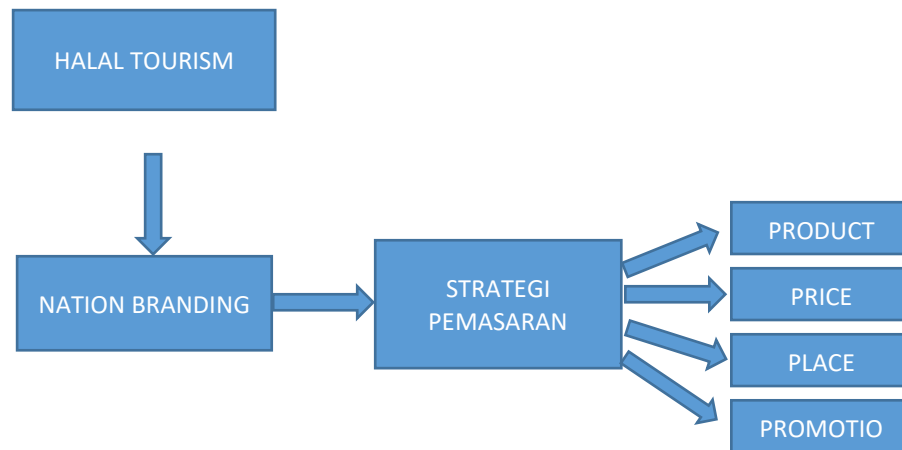 HALAL TOURISM
NATION BRANDING
STRATEGI
PEMASARAN
PRODUCT
PRICE
PLACE
PROMOTIO